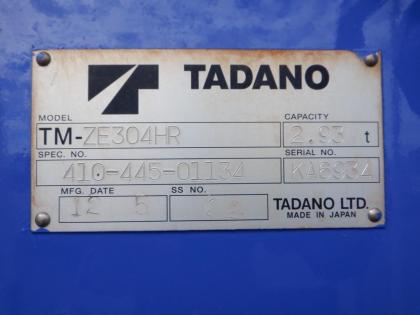 TADANO
MODEL CAPACITY
TM-ZE304HR 2.93 t
SPEC. NO. SERIAL NO.
410-445-01134 KA6934
MFG. DATE SS NO.
12 5
TADANO LTD.
MADE IN JAPAN